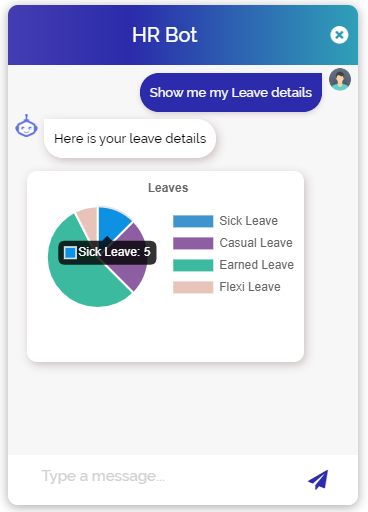 HR Bot
Show me my Leave details
Here is your leave details
Leaves
Sick Leave: 5
Sick Leave
Casual Leave
Earned Leave
Flexi Leave
Type a message...